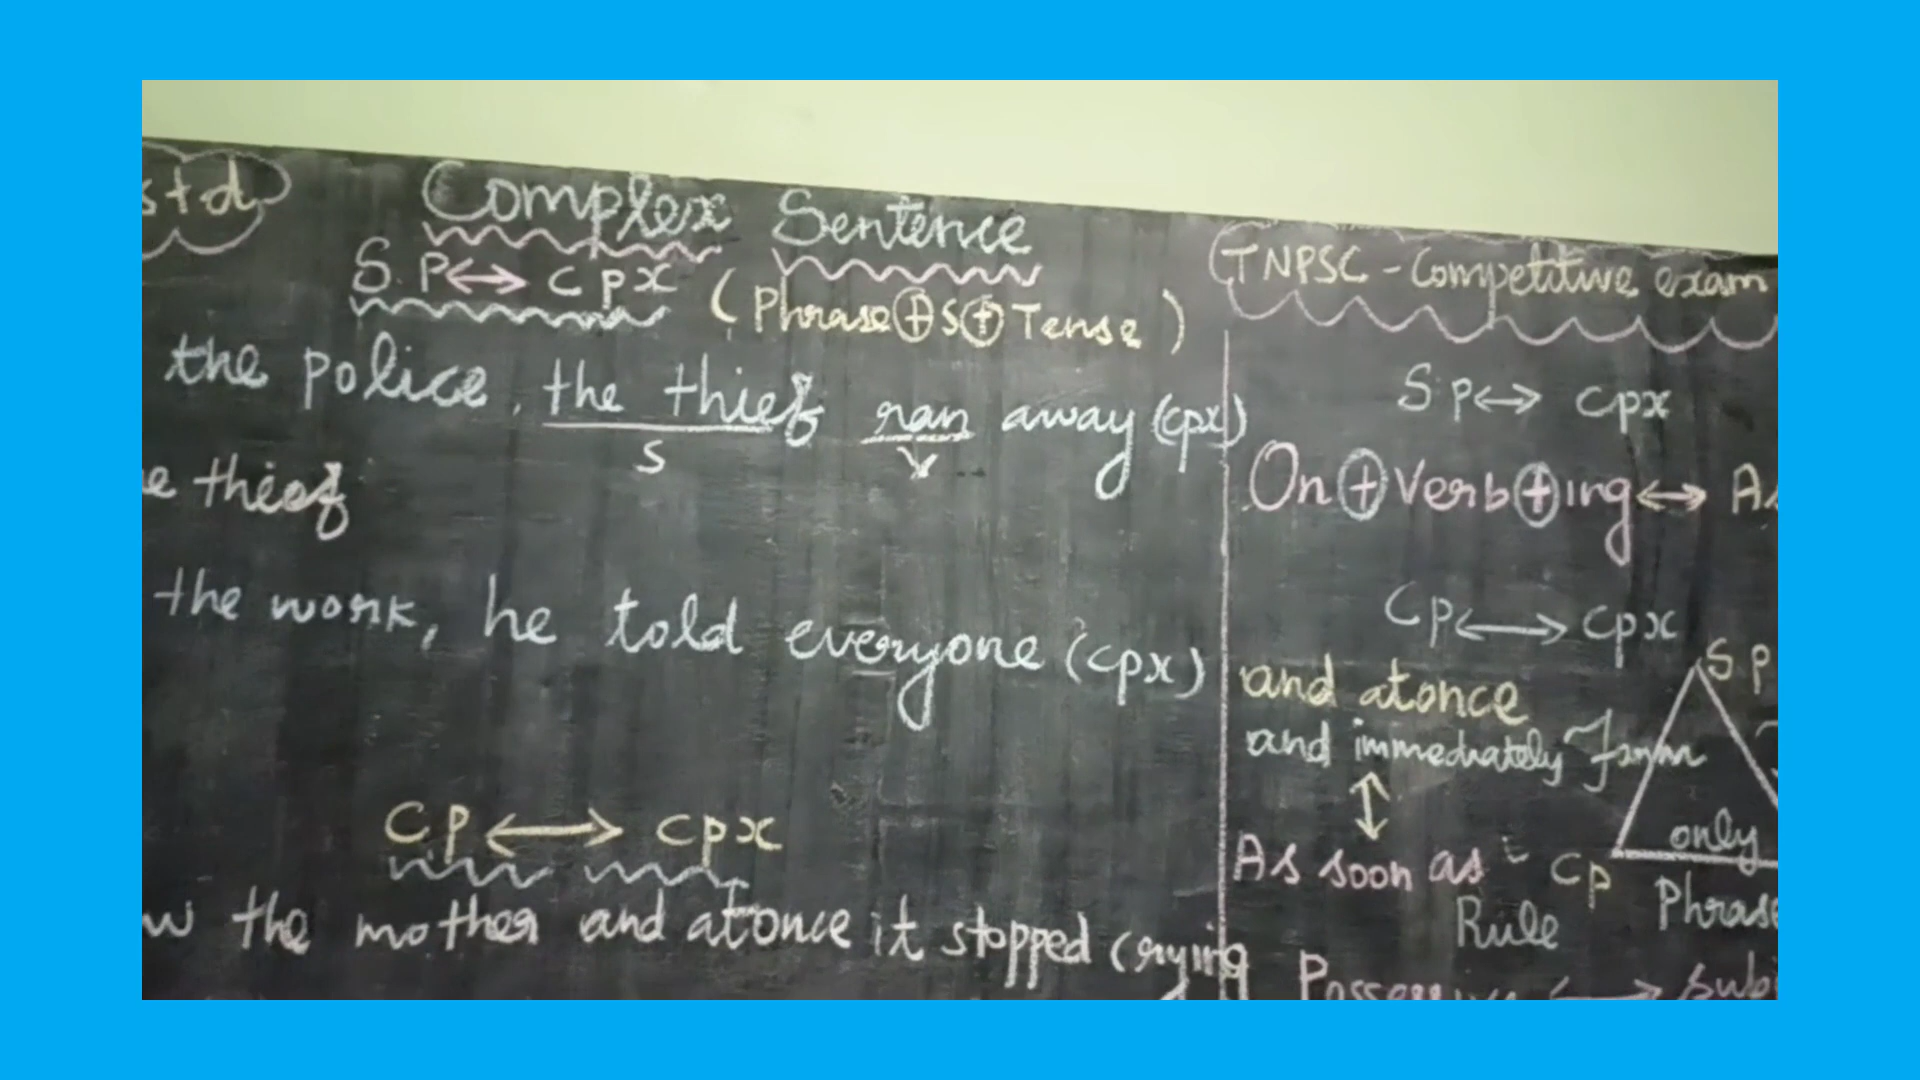 std
Complex Sentence
S. P ↔ cpx (Phrase ⊕ S ⊕ Tense)
the police, the thief ran away (cpx)
S V
e thief
the work, he told everyone (cpx)
CP ↔ cpx
w the mother and atonce it stopped crying
TNPSC - Competitive exam
S.P ↔ cpx
On ⊕ Verb ⊕ ing ↔ As
CP ↔ cpx
and atonce
and immediately
↕
As soon as
S.P
only
CP
Phrase
Rule